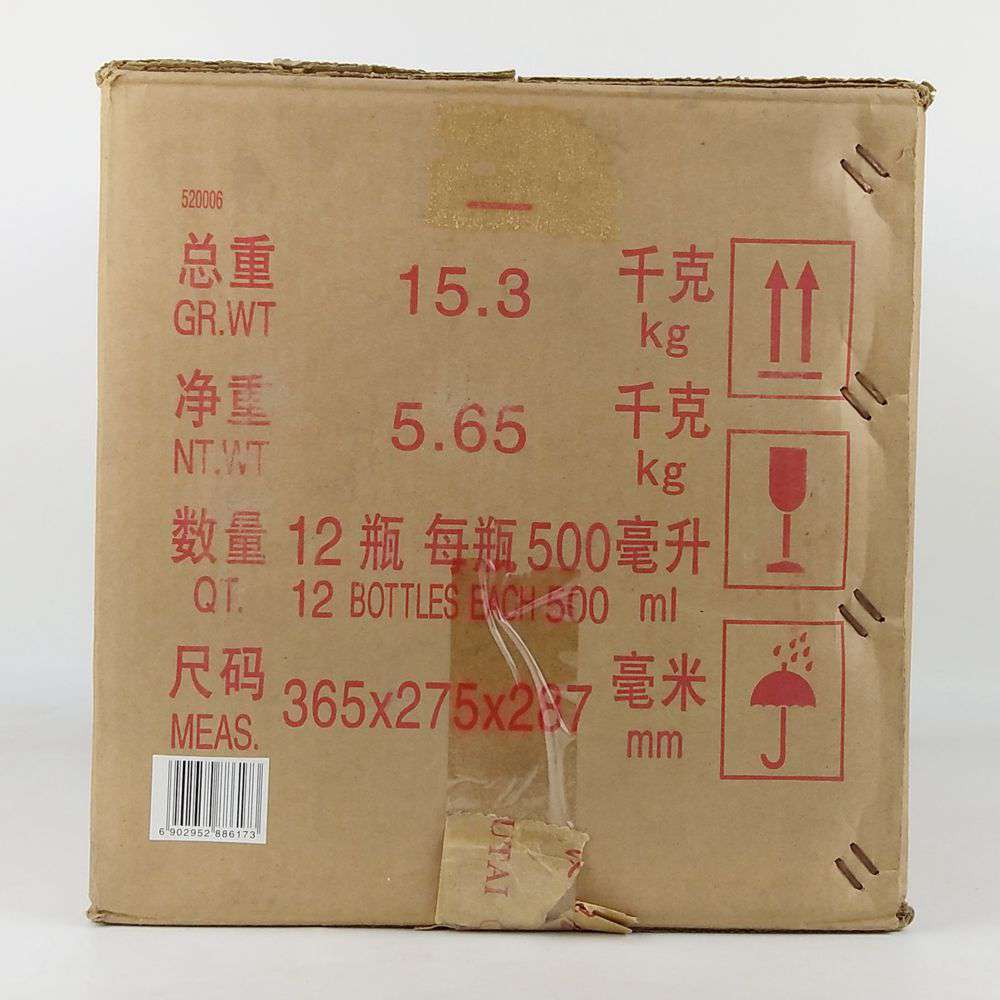 520006
总重 15.3 千克
GR.WT kg
净重 5.65 千克
NT.WT kg
数量 12 瓶 每瓶 500 毫升
QT. 12 BOTTLES EACH 500 ml
尺码 365x275x287 毫米
MEAS. mm
6 902952 886173
UTAI